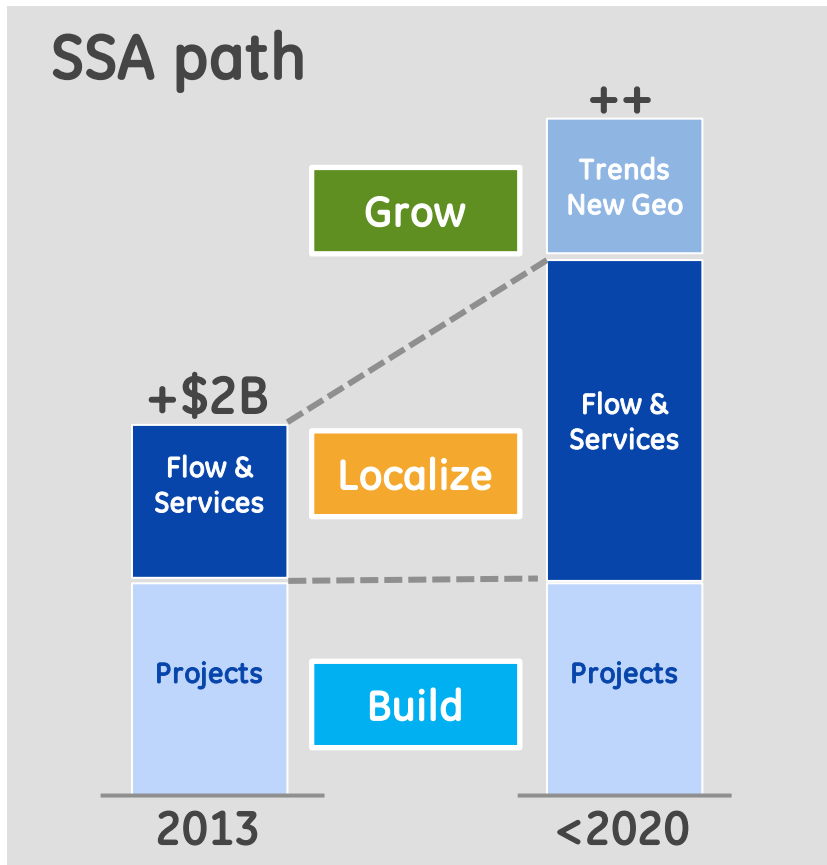 SSA path
++
Trends
New Geo
Grow
+$2B
Flow &
Services
Localize
Flow &
Services
Projects
Build
Projects
2013
<2020